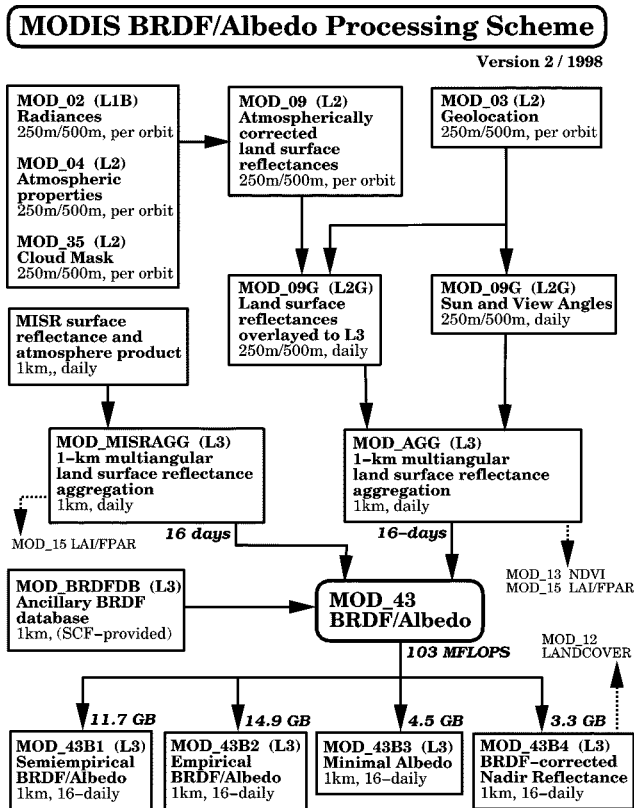 MODIS BRDF/Albedo Processing Scheme
Version 2 / 1998
MOD_02 (L1B)
Radiances
250m/500m, per orbit
MOD_04 (L2)
Atmospheric
properties
250m/500m, per orbit
MOD_35 (L2)
Cloud Mask
250m/500m, per orbit
MOD_09 (L2)
Atmospherically
corrected
land surface
reflectances
250m/500m, per orbit
MOD_03 (L2)
Geolocation
250m/500m, per orbit
MOD_09G (L2G)
Land surface
reflectances
overlayed to L3
250m/500m, daily
MOD_09G (L2G)
Sun and View Angles
250m/500m, daily
MISR surface
reflectance and
atmosphere product
1km,, daily
MOD_MISRAGG (L3)
1-km multiangular
land surface reflectance
aggregation
1km, daily
MOD_AGG (L3)
1-km multiangular
land surface reflectance
aggregation
1km, daily
MOD_15 LAI/FPAR
16 days
16-days
MOD_13 NDVI
MOD_15 LAI/FPAR
MOD_BRDFDB (L3)
Ancillary BRDF
database
1km, (SCF-provided)
MOD_43
BRDF/Albedo
103 MFLOPS
MOD_12
LANDCOVER
11.7 GB
14.9 GB
4.5 GB
3.3 GB
MOD_43B1 (L3)
Semiempirical
BRDF/Albedo
1km, 16-daily
MOD_43B2 (L3)
Empirical
BRDF/Albedo
1km, 16-daily
MOD_43B3 (L3)
Minimal Albedo
1km, 16-daily
MOD_43B4 (L3)
BRDF-corrected
Nadir Reflectance
1km, 16-daily